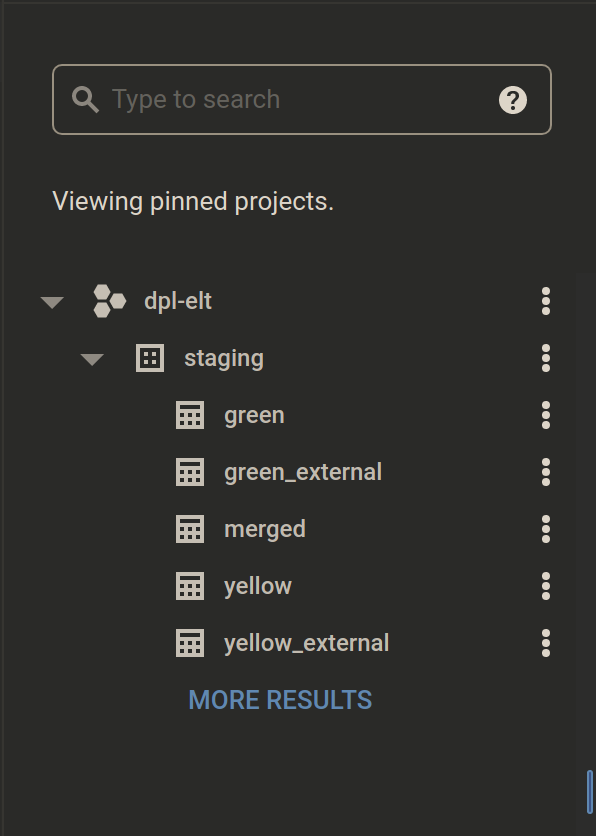 Type to search
Viewing pinned projects.
dpl-elt
staging
green
green_external
merged
yellow
yellow_external
MORE RESULTS